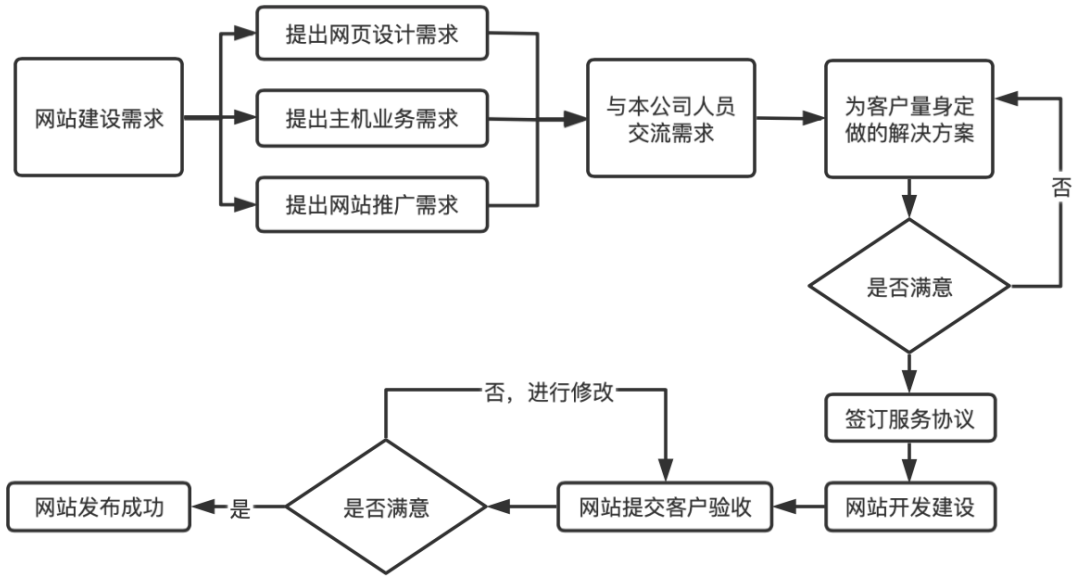 网站建设需求
提出网页设计需求
提出主机业务需求
提出网站推广需求
与本公司人员
交流需求
为客户量身定
做的解决方案
否
是否满意
签订服务协议
网站开发建设
网站提交客户验收
否，进行修改
是否满意
是
网站发布成功